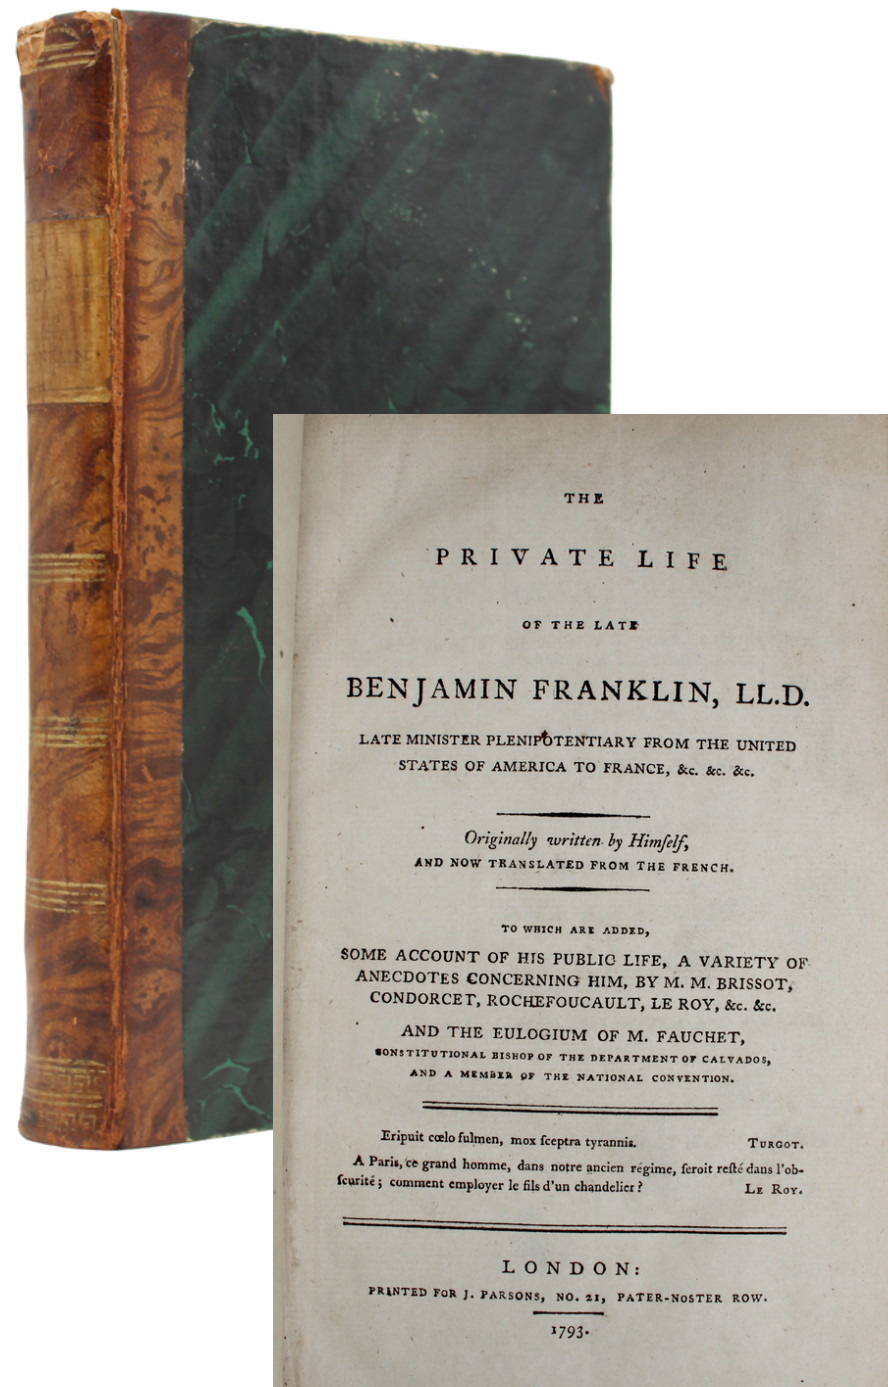 THE
PRIVATE LIFE
OF THE LATE
BENJAMIN FRANKLIN, LL.D.
LATE MINISTER PLENIPOTENTIARY FROM THE UNITED
STATES OF AMERICA TO FRANCE, &c. &c. &c.
Originally written by Himſelf,
AND NOW TRANSLATED FROM THE FRENCH.
TO WHICH ARE ADDED,
SOME ACCOUNT OF HIS PUBLIC LIFE, A VARIETY OF
ANECDOTES CONCERNING HIM, BY M. M. BRISSOT,
CONDORCET, ROCHEFOUCAULT, LE ROY, &c. &c.
AND THE EULOGIUM OF M. FAUCHET,
CONSTITUTIONAL BISHOP OF THE DEPARTMENT OF CALVADOS,
AND A MEMBER OF THE NATIONAL CONVENTION.
Eripuit cœlo fulmen, mox ſceptra tyrannis. TURGOT.
A Paris, ce grand homme, dans notre ancien régime, ſeroit reſté dans l'ob-
ſcurité; comment employer le fils d'un chandelier? LE ROY.
LONDON:
PRINTED FOR J. PARSONS, NO. 21, PATER-NOSTER ROW.
1793.